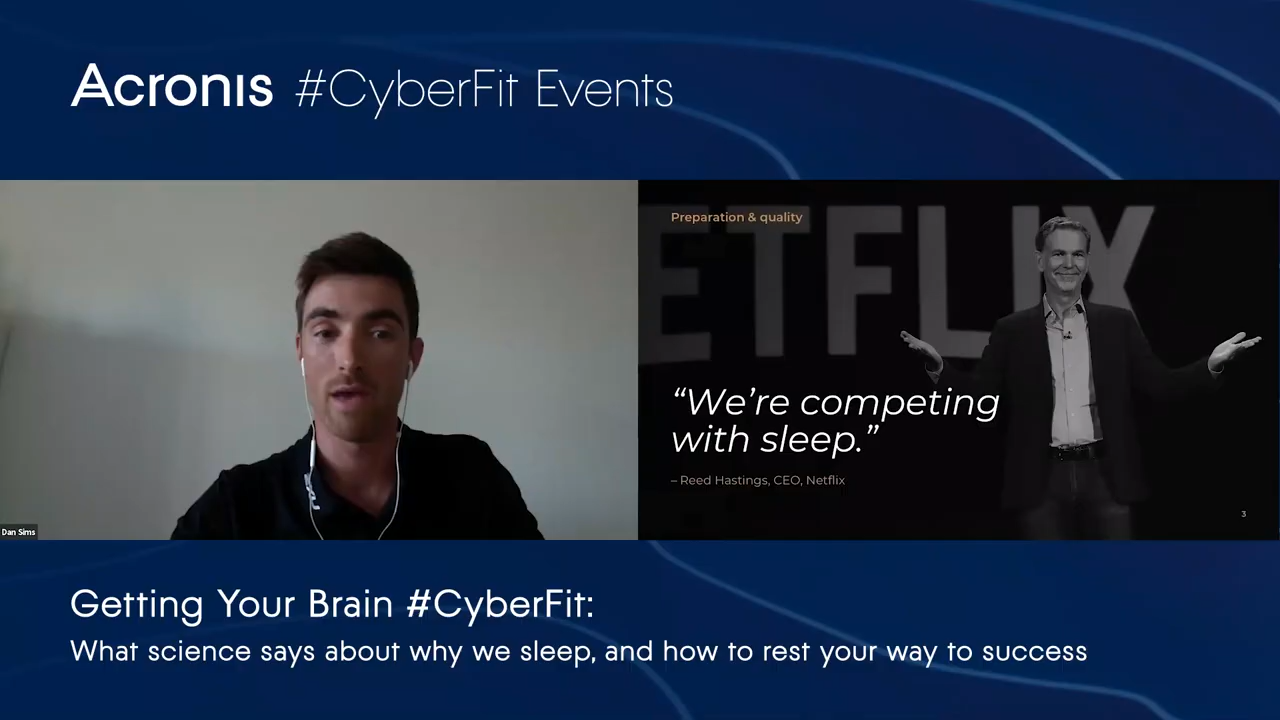 Acronis #CyberFit Events
Preparation & quality
ETFLIX
“We’re competing
with sleep.”
– Reed Hastings, CEO, Netflix
3
Dan Sims
Getting Your Brain #CyberFit:
What science says about why we sleep, and how to rest your way to success